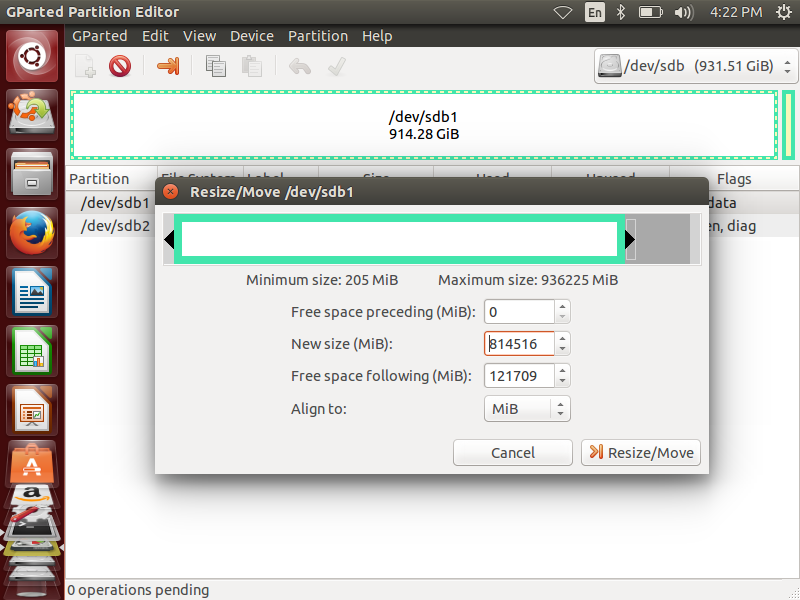 GParted Partition Editor
En
4:22 PM
GParted Edit View Device Partition Help
/dev/sdb (931.51 GiB)
/dev/sdb1
914.28 GiB
Partition File System Label Size Used Unused Flags
/dev/sdb1 data
/dev/sdb2 en, diag
Resize/Move /dev/sdb1
Minimum size: 205 MiB Maximum size: 936225 MiB
Free space preceding (MiB): 0
New size (MiB): 814516
Free space following (MiB): 121709
Align to: MiB
Cancel Resize/Move
0 operations pending